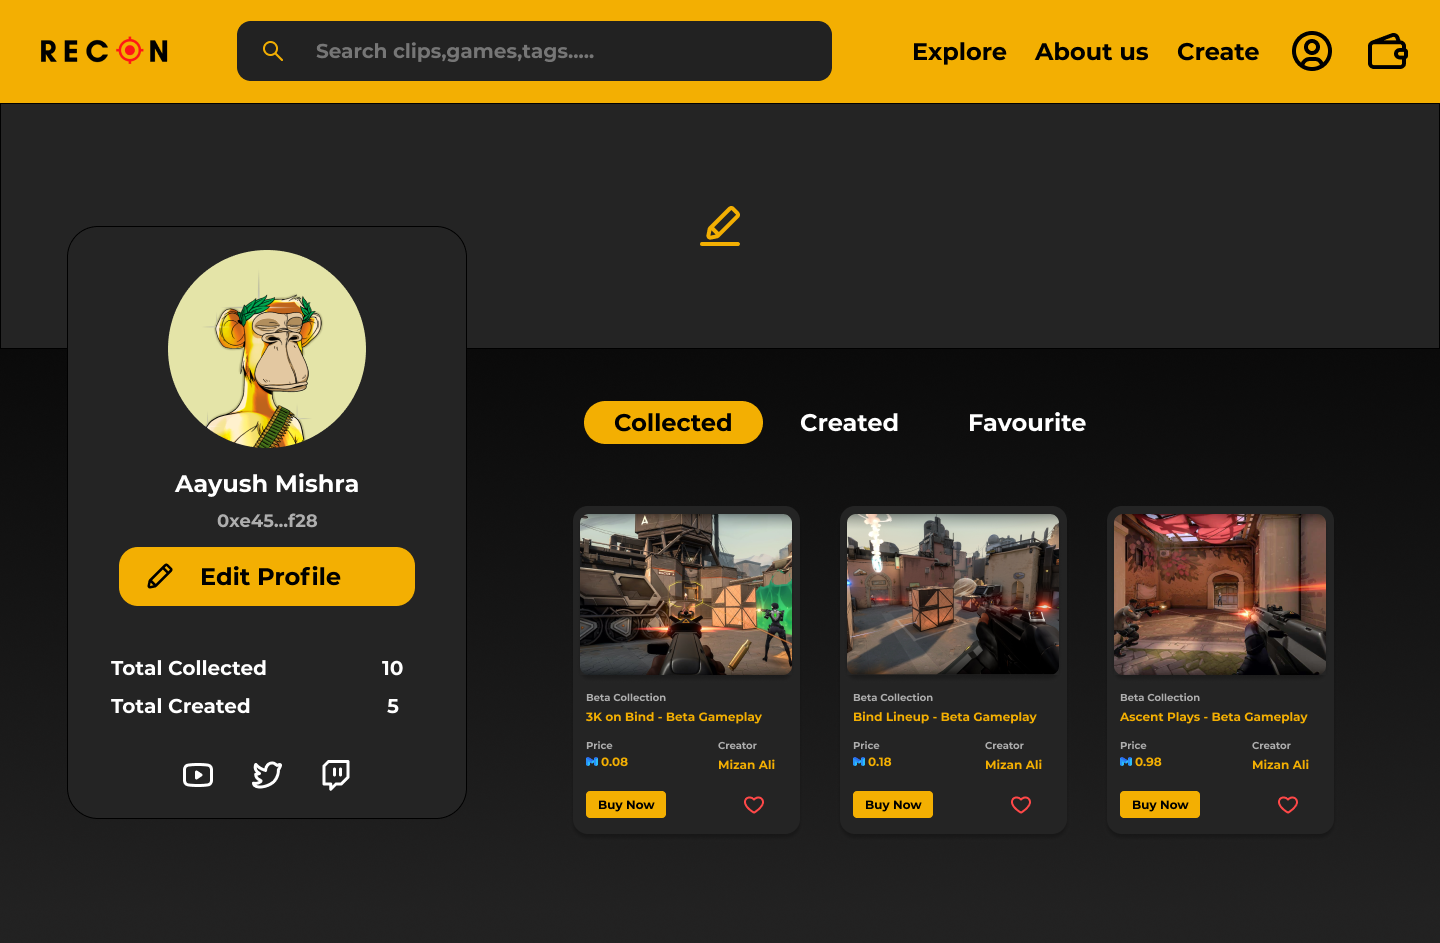 RECON
Search clips,games,tags.....
Explore About us Create
Aayush Mishra
0xe45...f28
Edit Profile
Total Collected 10
Total Created 5
Collected Created Favourite
Beta Collection
3K on Bind - Beta Gameplay
Price Creator
0.08 Mizan Ali
Buy Now
Beta Collection
Bind Lineup - Beta Gameplay
Price Creator
0.18 Mizan Ali
Buy Now
Beta Collection
Ascent Plays - Beta Gameplay
Price Creator
0.98 Mizan Ali
Buy Now